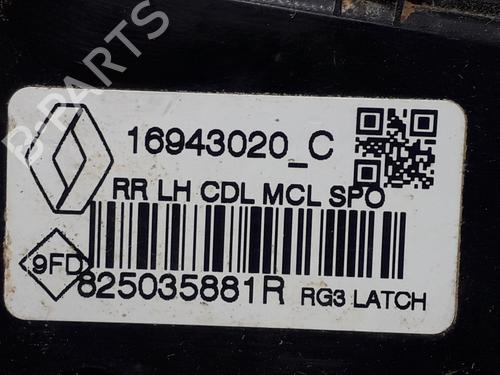 B-PARTS
16943020_C
RR LH CDL MCL SPO
9FD
825035881R RG3 LATCH